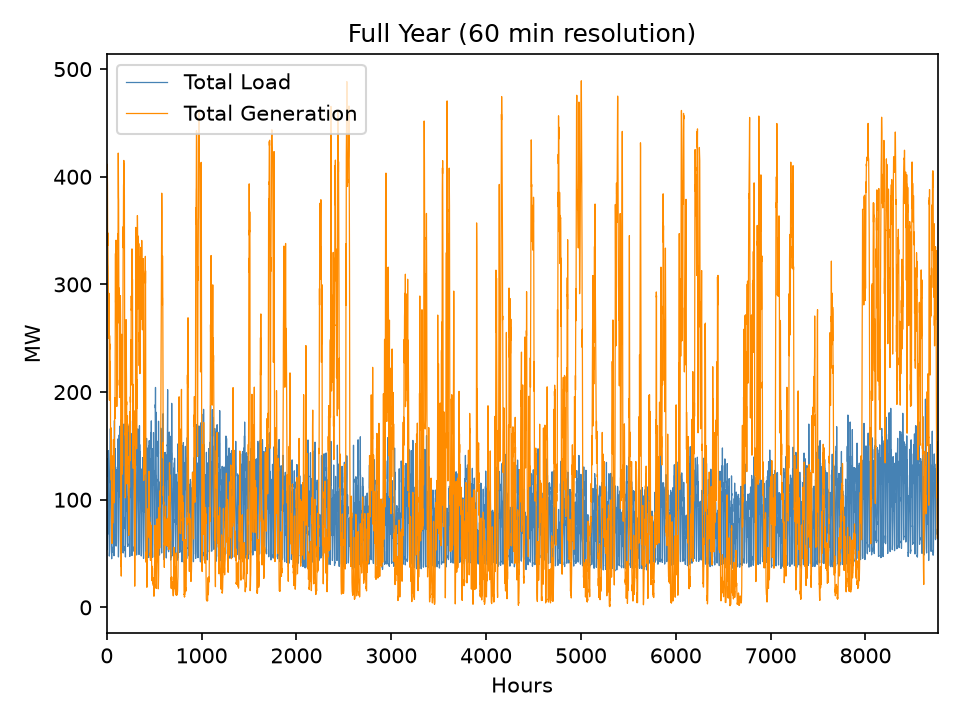 Full Year (60 min resolution)
Total Load
Total Generation
MW
500
400
300
200
100
0
0 1000 2000 3000 4000 5000 6000 7000 8000
Hours